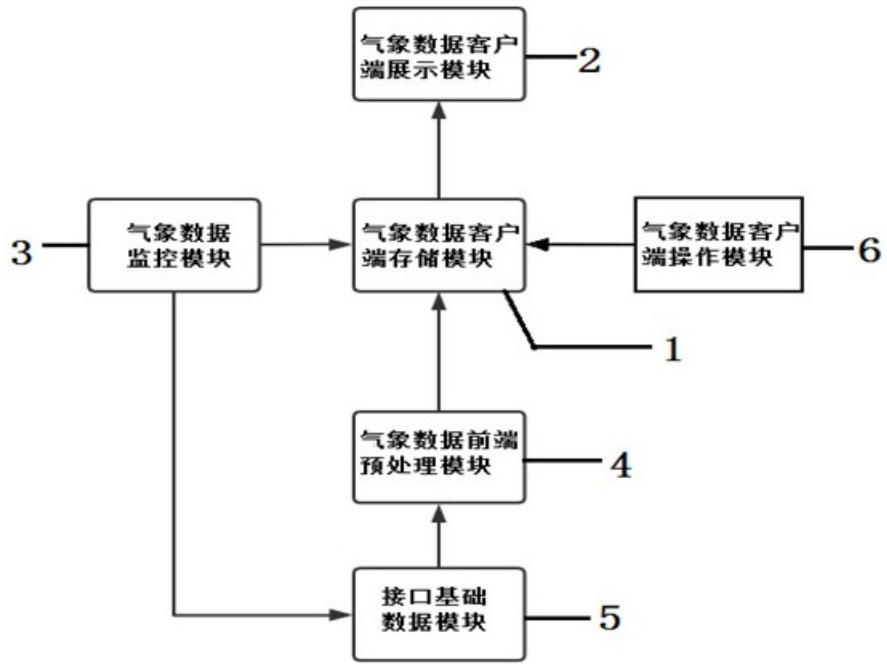 气象数据客户
端展示模块
2
3
气象数据
监控模块
气象数据客户
端存储模块
气象数据客户
端操作模块
6
1
气象数据前端
预处理模块
4
接口基础
数据模块
5